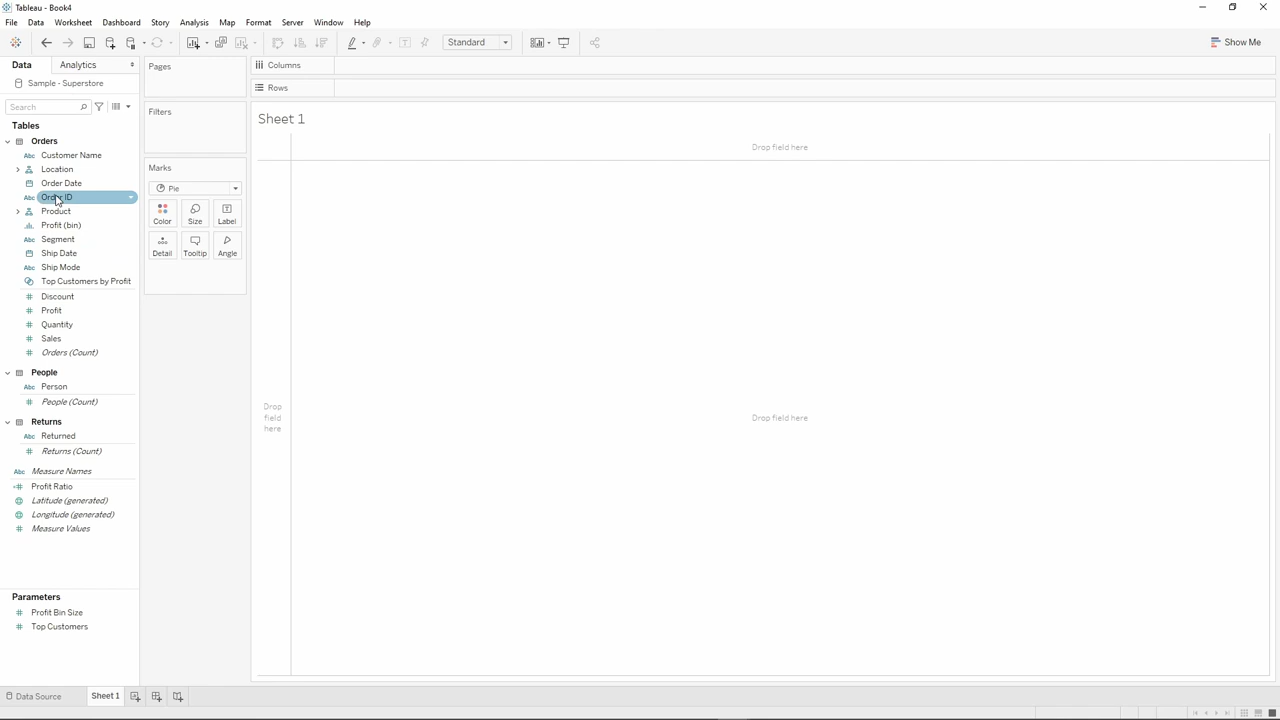 Tableau - Book4
File Data Worksheet Dashboard Story Analysis Map Format Server Window Help
Standard
Show Me
Data Analytics
Sample - Superstore
Search
Tables
Orders
Customer Name
Location
Order Date
Order ID
Product
Profit (bin)
Segment
Ship Date
Ship Mode
Top Customers by Profit
Discount
Profit
Quantity
Sales
Orders (Count)
People
Person
People (Count)
Returns
Returned
Returns (Count)
Measure Names
Profit Ratio
Latitude (generated)
Longitude (generated)
Measure Values
Parameters
Profit Bin Size
Top Customers
Pages
Filters
Marks
Pie
Color Size Label
Detail Tooltip Angle
Columns
Rows
Sheet 1
Drop field here
Drop
field
here
Drop field here
Data Source Sheet 1